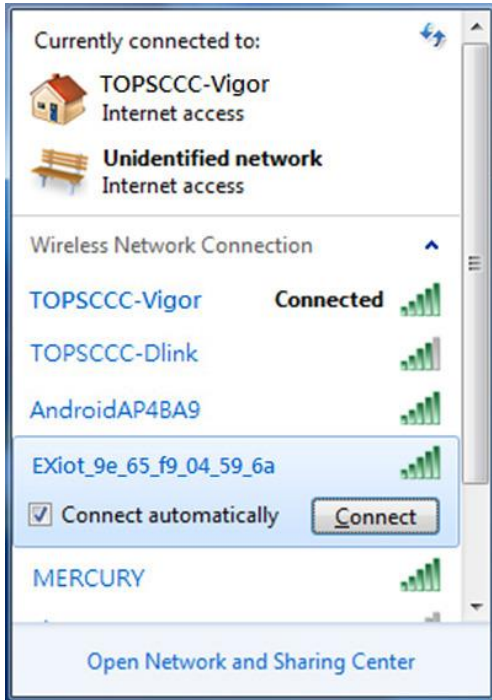 Currently connected to:
TOPSCCC-Vigor
Internet access
Unidentified network
Internet access
Wireless Network Connection
TOPSCCC-Vigor Connected
TOPSCCC-Dlink
AndroidAP4BA9
EXiot_9e_65_f9_04_59_6a
Connect automatically Connect
MERCURY
Open Network and Sharing Center